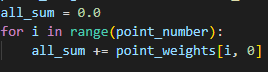 all_sum = 0.0
for i in range(point_number):
    all_sum += point_weights[i, 0]